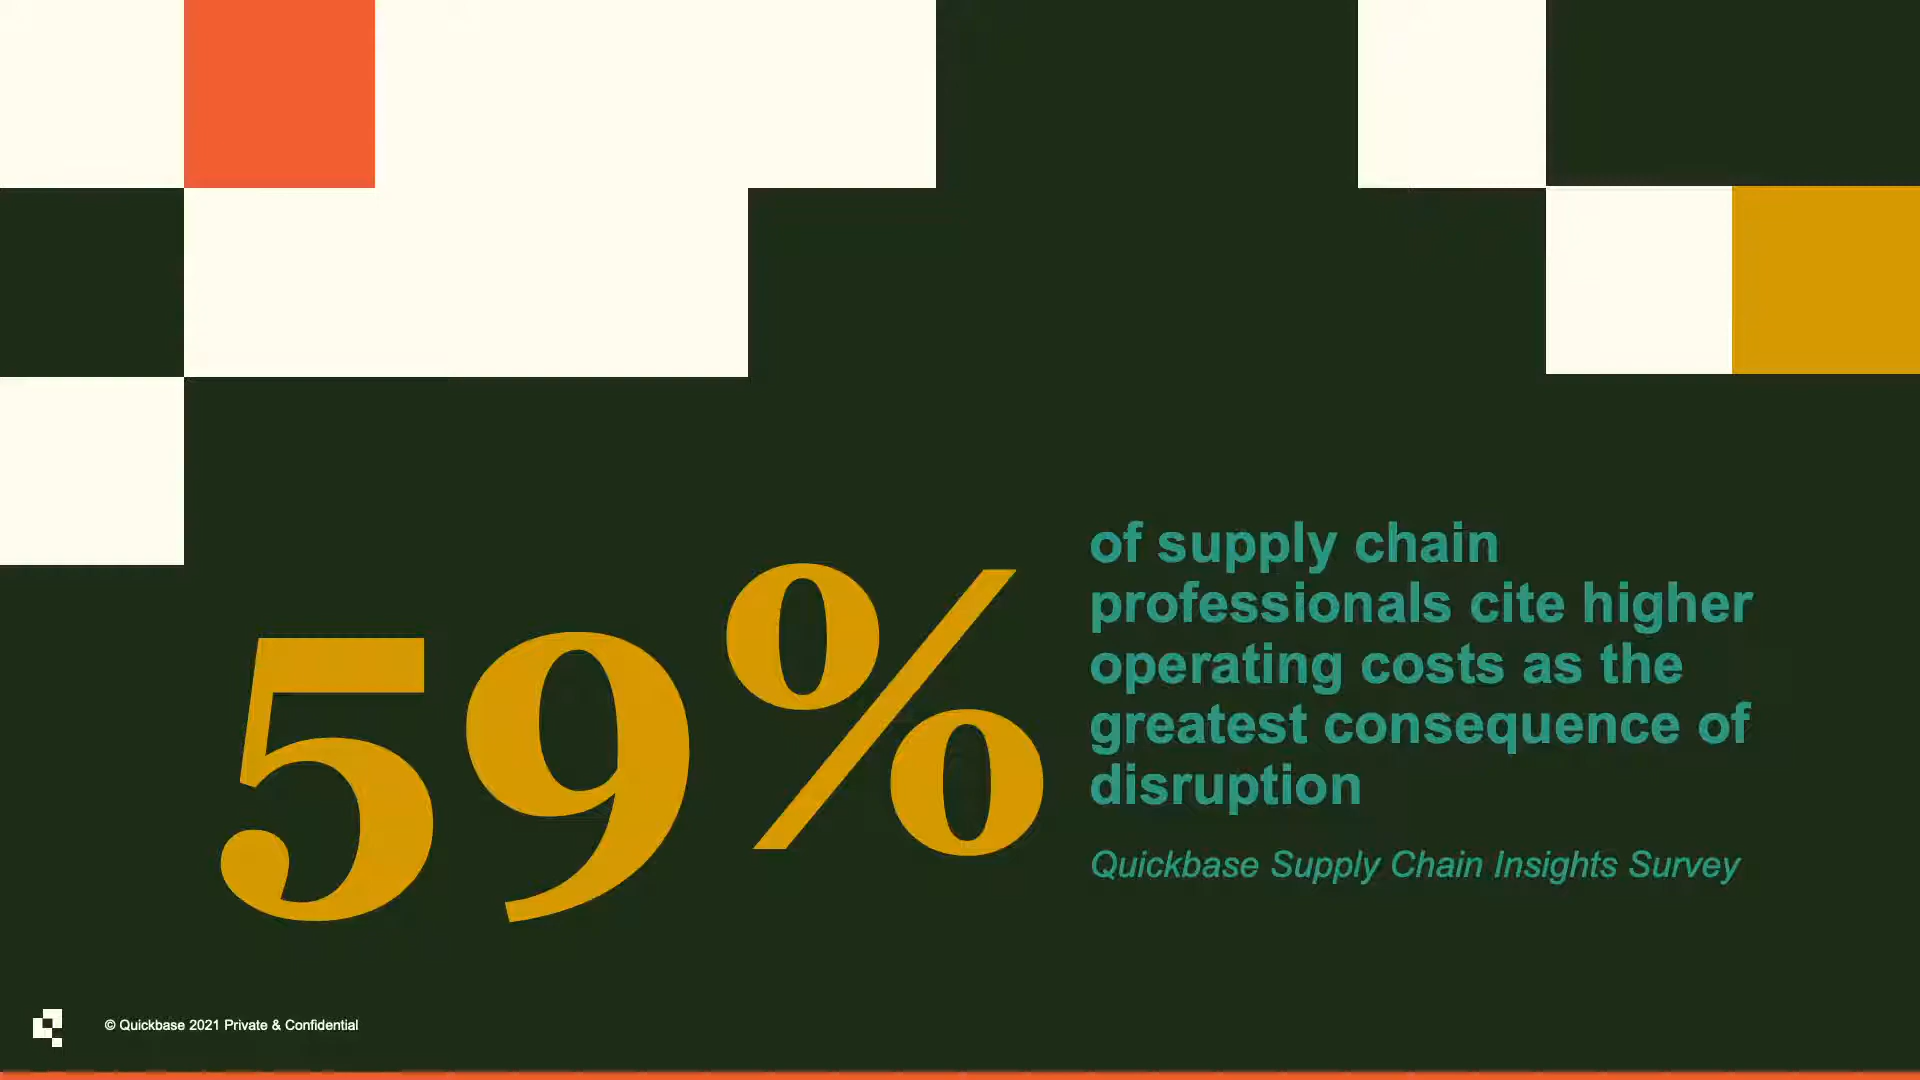 59%
of supply chain
professionals cite higher
operating costs as the
greatest consequence of
disruption
Quickbase Supply Chain Insights Survey
© Quickbase 2021 Private & Confidential